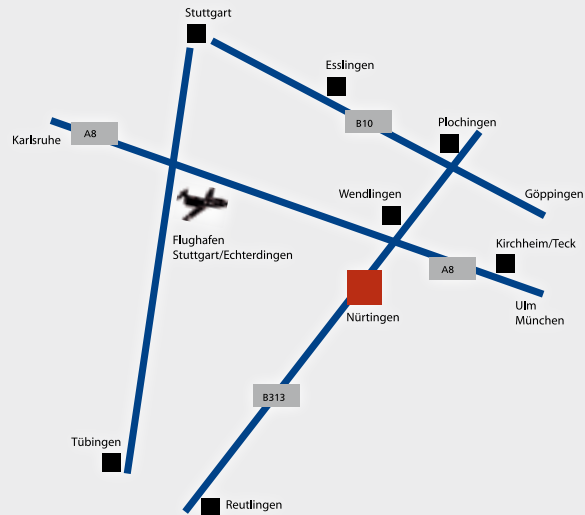 Stuttgart
Esslingen
B10
Plochingen
A8
Karlsruhe
Wendlingen
Göppingen
Flughafen
Stuttgart/Echterdingen
Kirchheim/Teck
A8
Ulm
München
Nürtingen
B313
Tübingen
Reutlingen